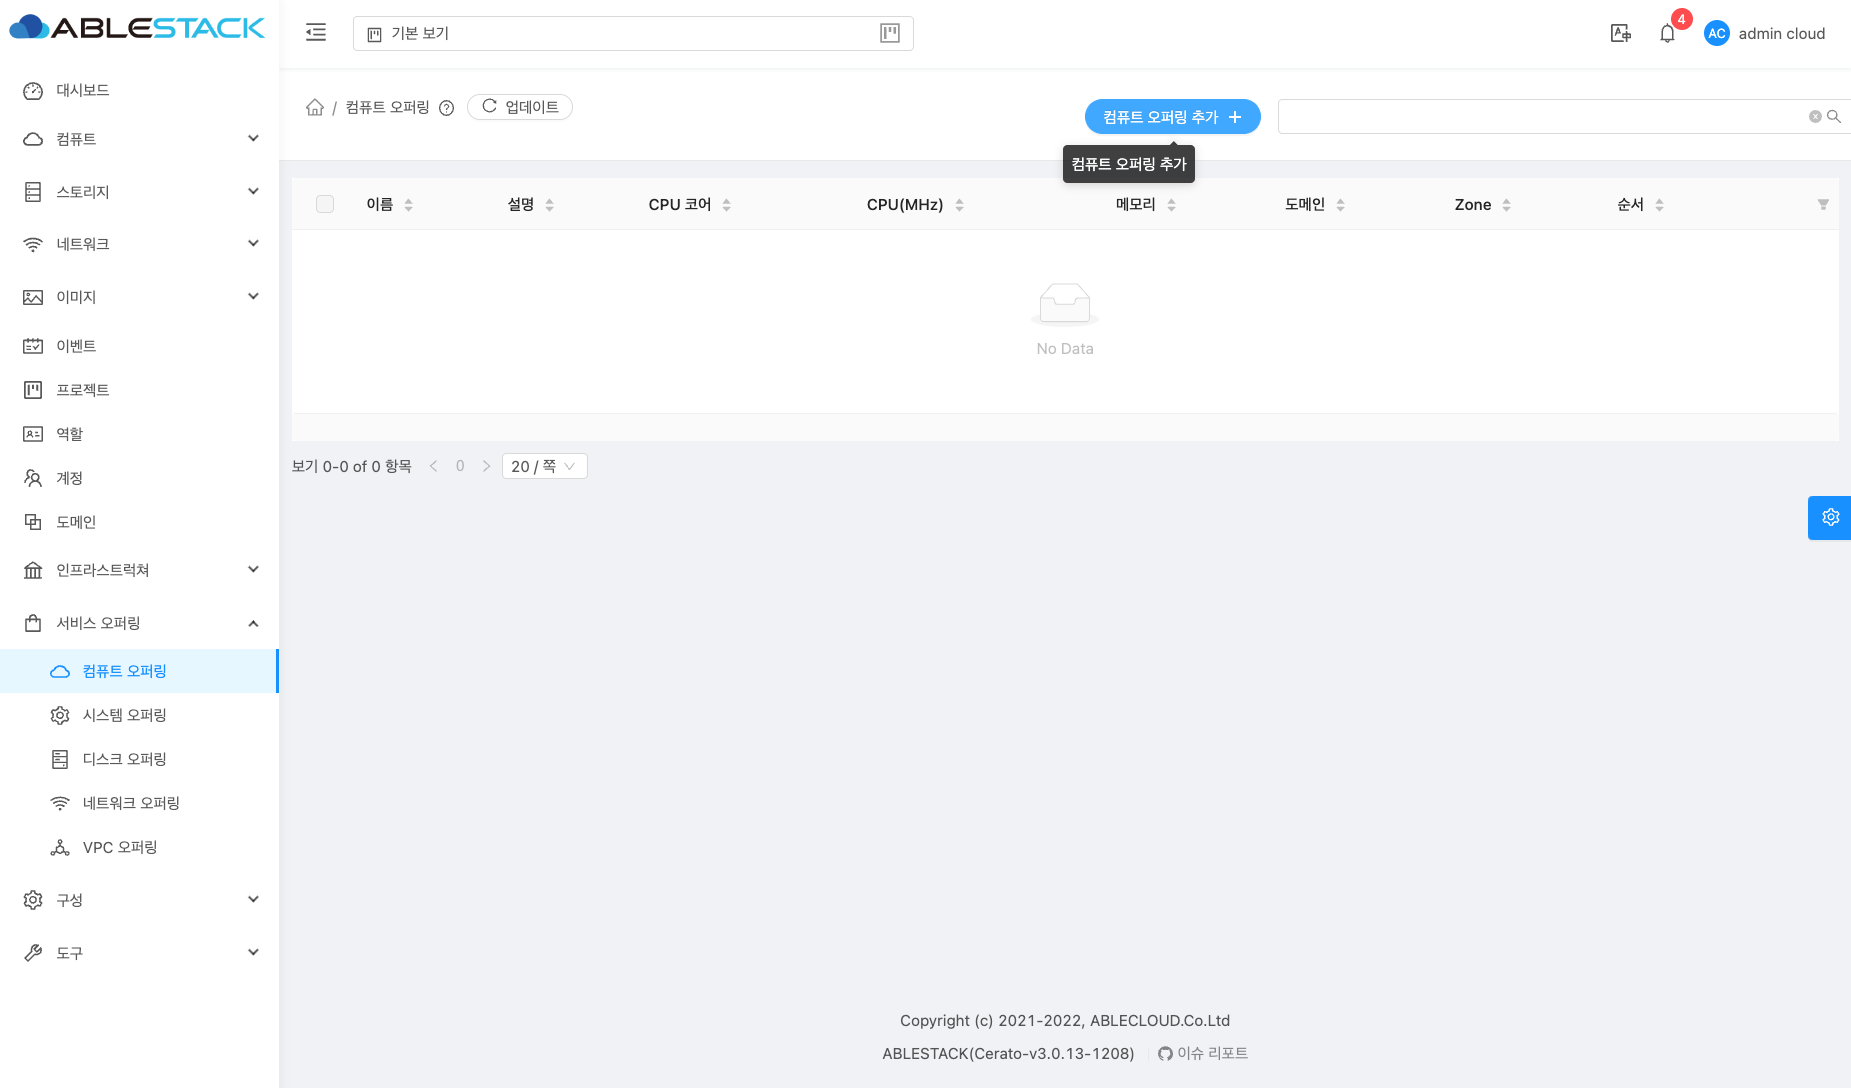 ABLESTACK
대시보드
컴퓨트
스토리지
네트워크
이미지
이벤트
프로젝트
역할
계정
도메인
인프라스트럭쳐
서비스 오퍼링
컴퓨트 오퍼링
시스템 오퍼링
디스크 오퍼링
네트워크 오퍼링
VPC 오퍼링
구성
도구
기본 보기
4
AC admin cloud
/ 컴퓨트 오퍼링 업데이트
컴퓨트 오퍼링 추가
컴퓨트 오퍼링 추가
이름 설명 CPU 코어 CPU(MHz) 메모리 도메인 Zone 순서
No Data
보기 0-0 of 0 항목 0 20 / 쪽
Copyright (c) 2021-2022, ABLECLOUD.Co.Ltd
ABLESTACK(Cerato-v3.0.13-1208) 이슈 리포트